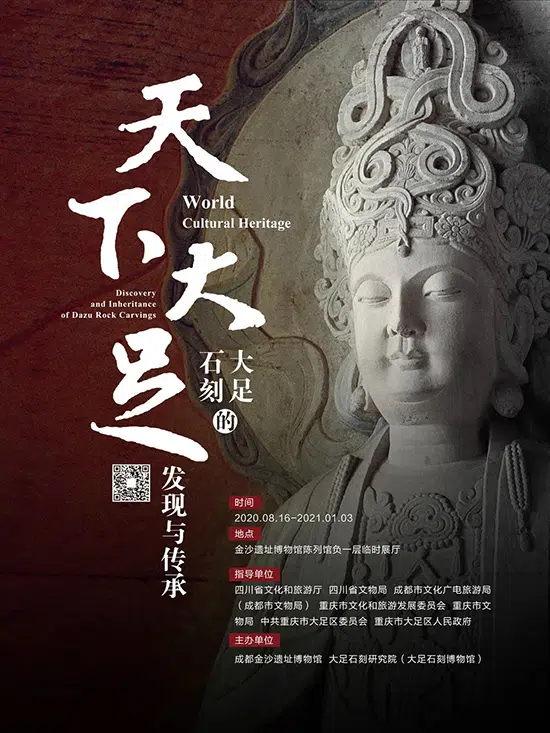 天下大足
World
Cultural Heritage
Discovery
and Inheritance
of Dazu Rock Carvings
大足
石刻
的
发现与传承
时间
2020.08.16-2021.01.03
地点
金沙遗址博物馆陈列馆负一层临时展厅
指导单位
四川省文化和旅游厅 四川省文物局 成都市文化广电旅游局
（成都市文物局） 重庆市文化和旅游发展委员会 重庆市文
物局 中共重庆市大足区委员会 重庆市大足区人民政府
主办单位
成都金沙遗址博物馆 大足石刻研究院（大足石刻博物馆）